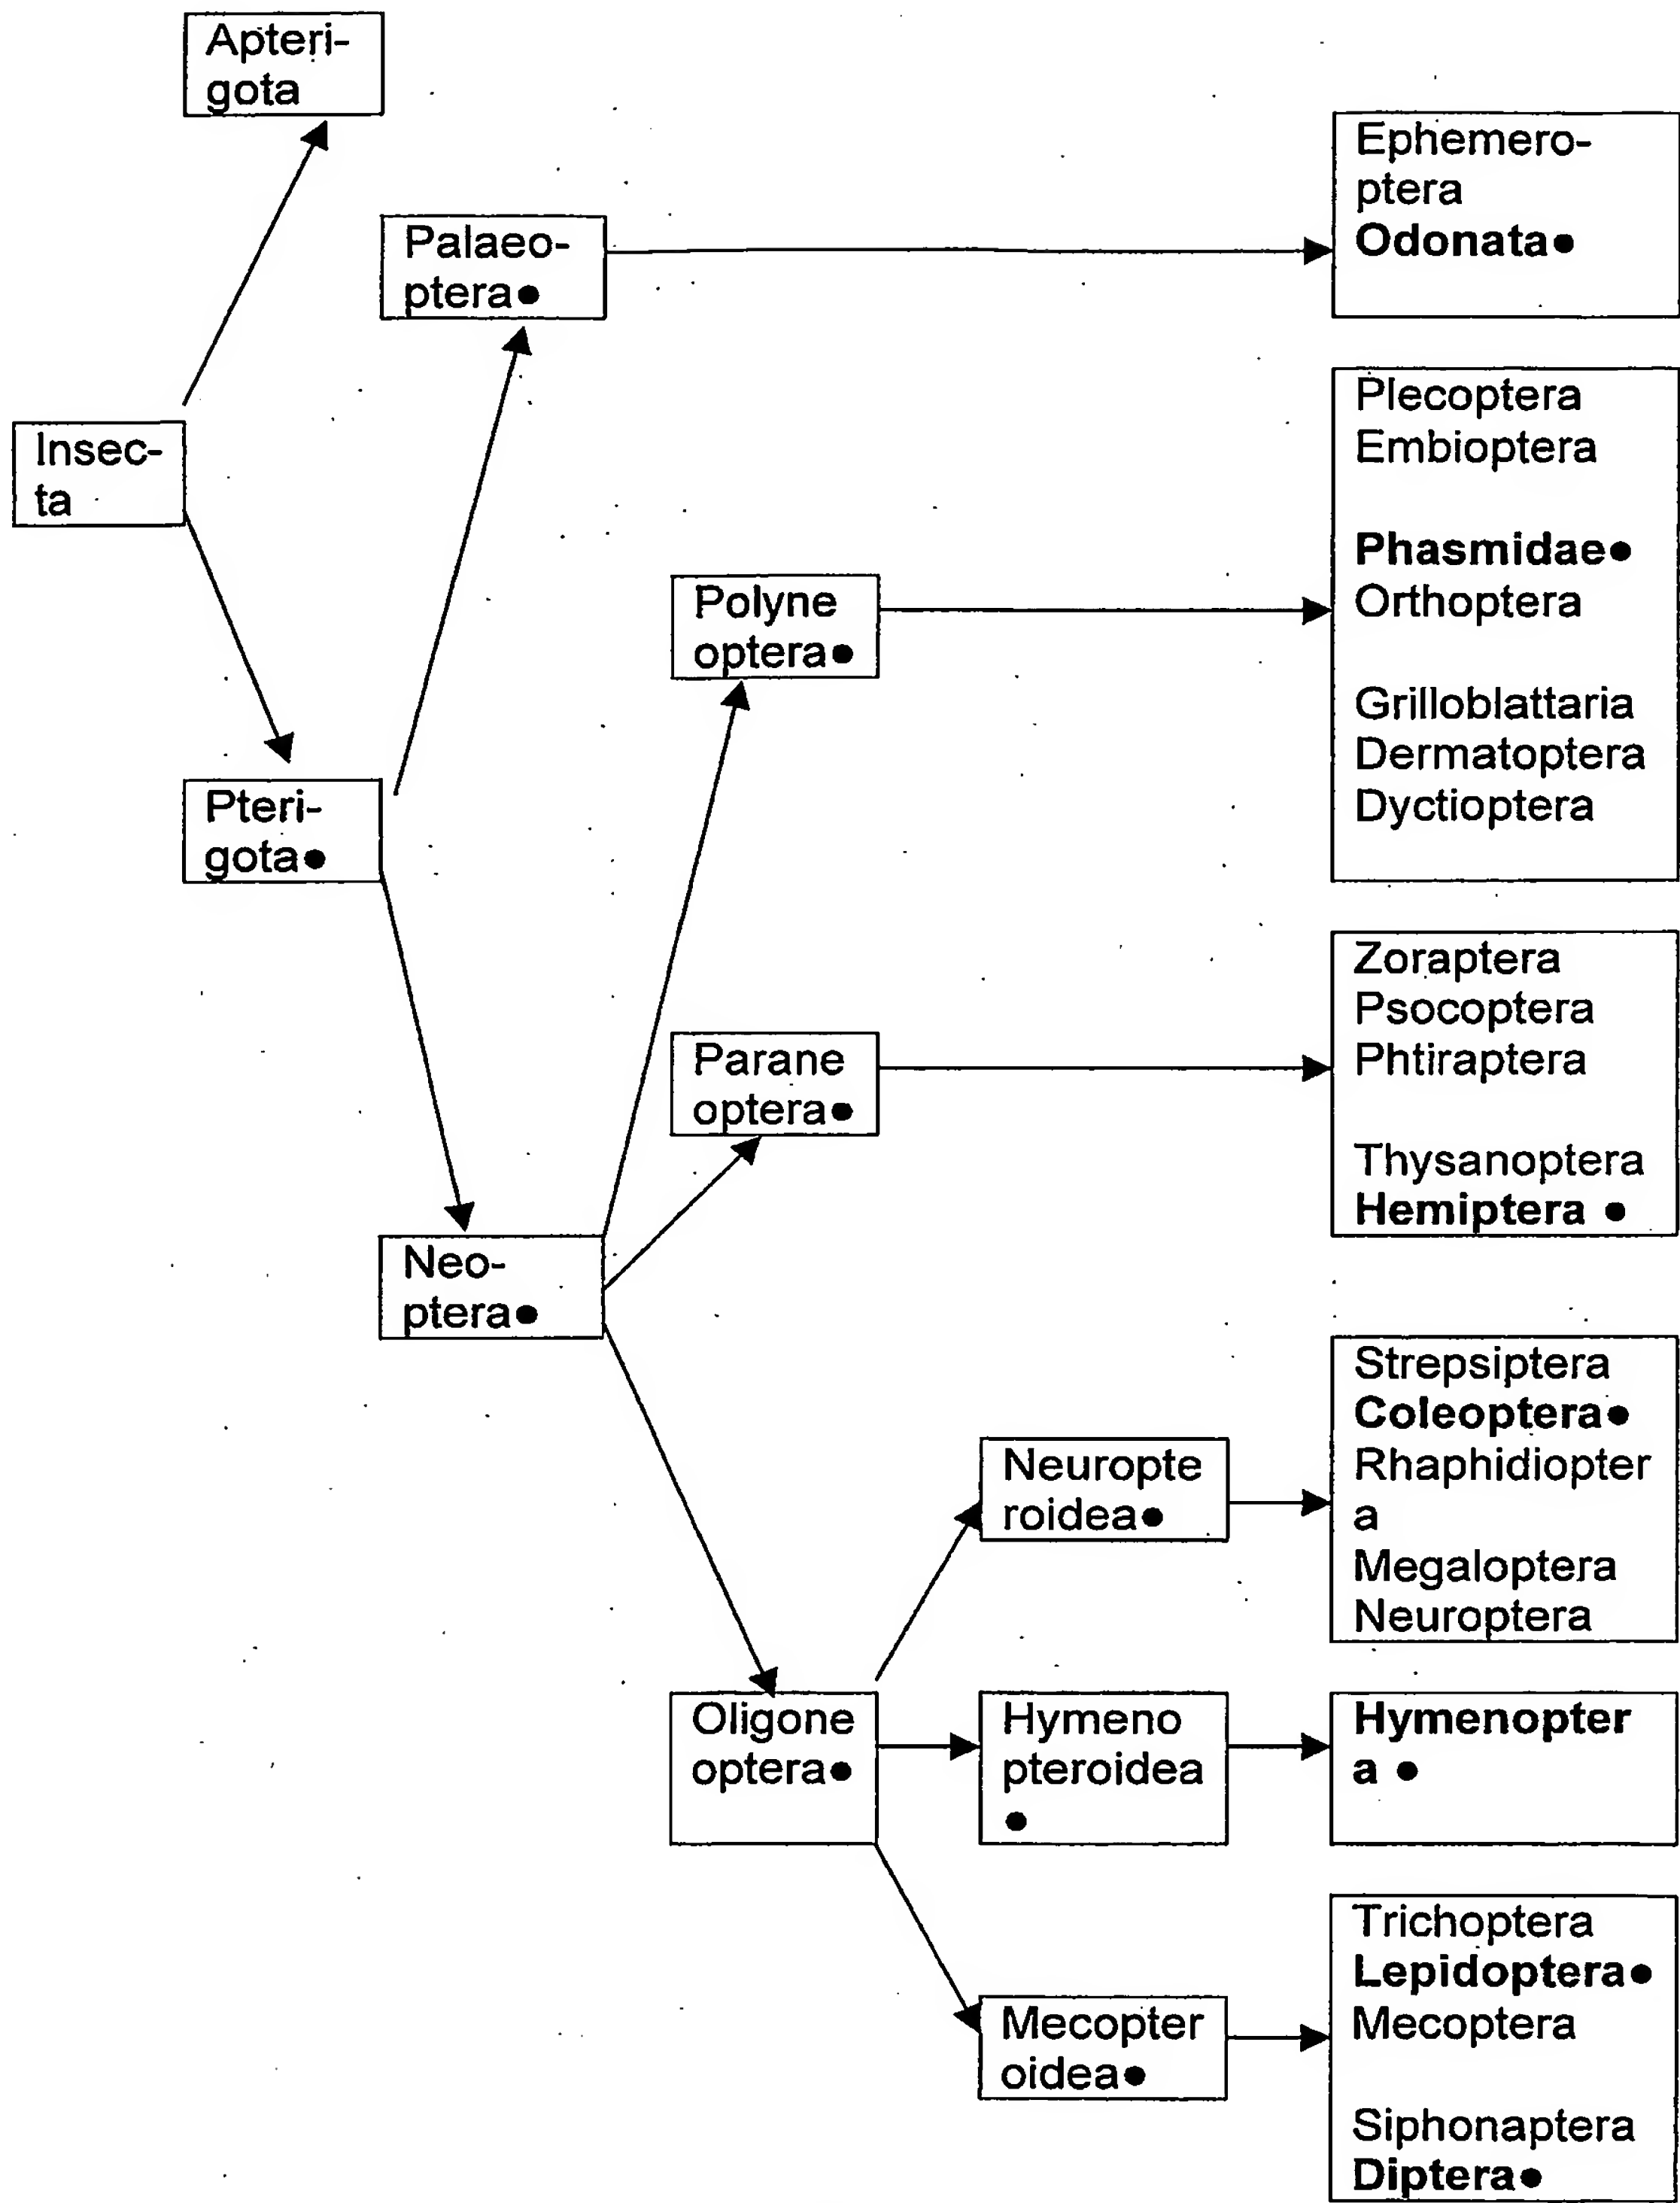 Apteri-
gota
Ephemero-
ptera
Odonata●
Palaeo-
ptera●
Insec-
ta
Plecoptera
Embioptera
Phasmidae●
Orthoptera
Grilloblattaria
Dermatoptera
Dyctioptera
Polyne
optera●
Pteri-
gota●
Zoraptera
Psocoptera
Phtiraptera
Thysanoptera
Hemiptera ●
Parane
optera●
Neo-
ptera●
Strepsiptera
Coleoptera●
Rhaphidiopter
a
Megaloptera
Neuroptera
Neuropte
roidea●
Oligone
optera●
Hymeno
pteroidea
●
Hymenopter
a ●
Trichoptera
Lepidoptera●
Mecoptera
Siphonaptera
Diptera●
Mecopter
oidea●